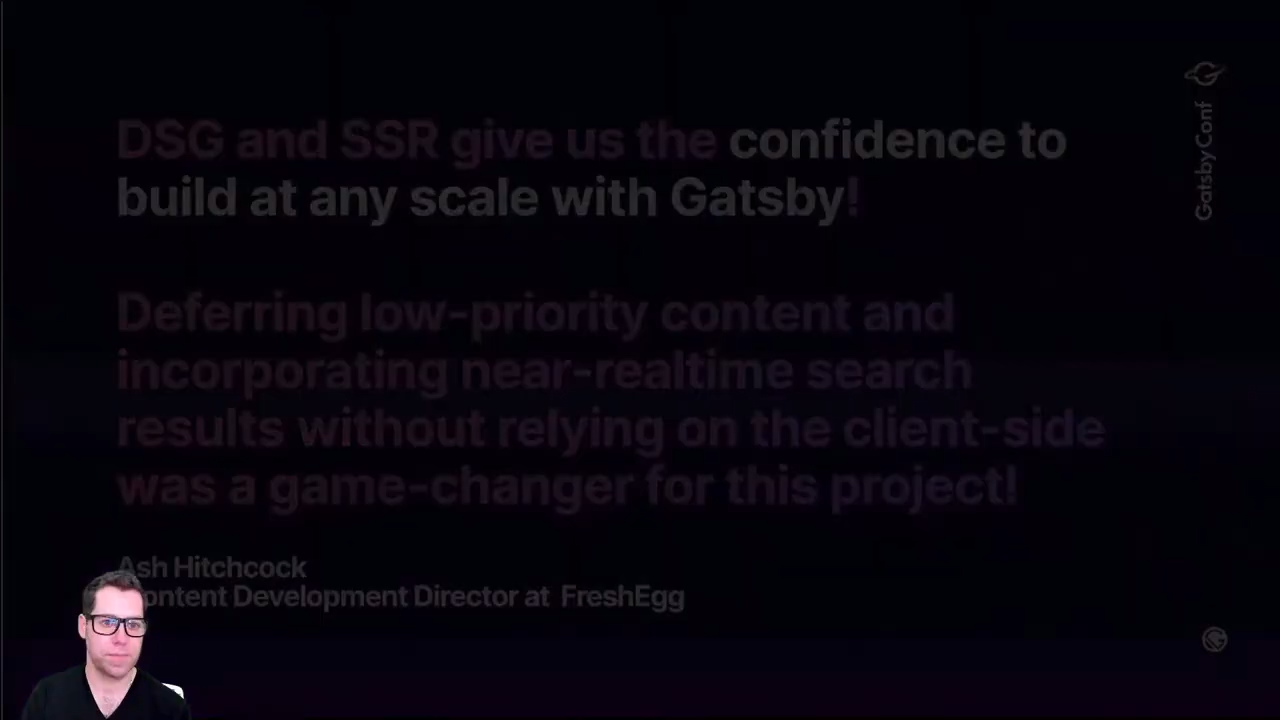 DSG and SSR give us the confidence to
build at any scale with Gatsby!
Deferring low-priority content and
incorporating near-realtime search
results without relying on the client-side
was a game-changer for this project!
Ash Hitchcock
Content Development Director at FreshEgg
GatsbyConf